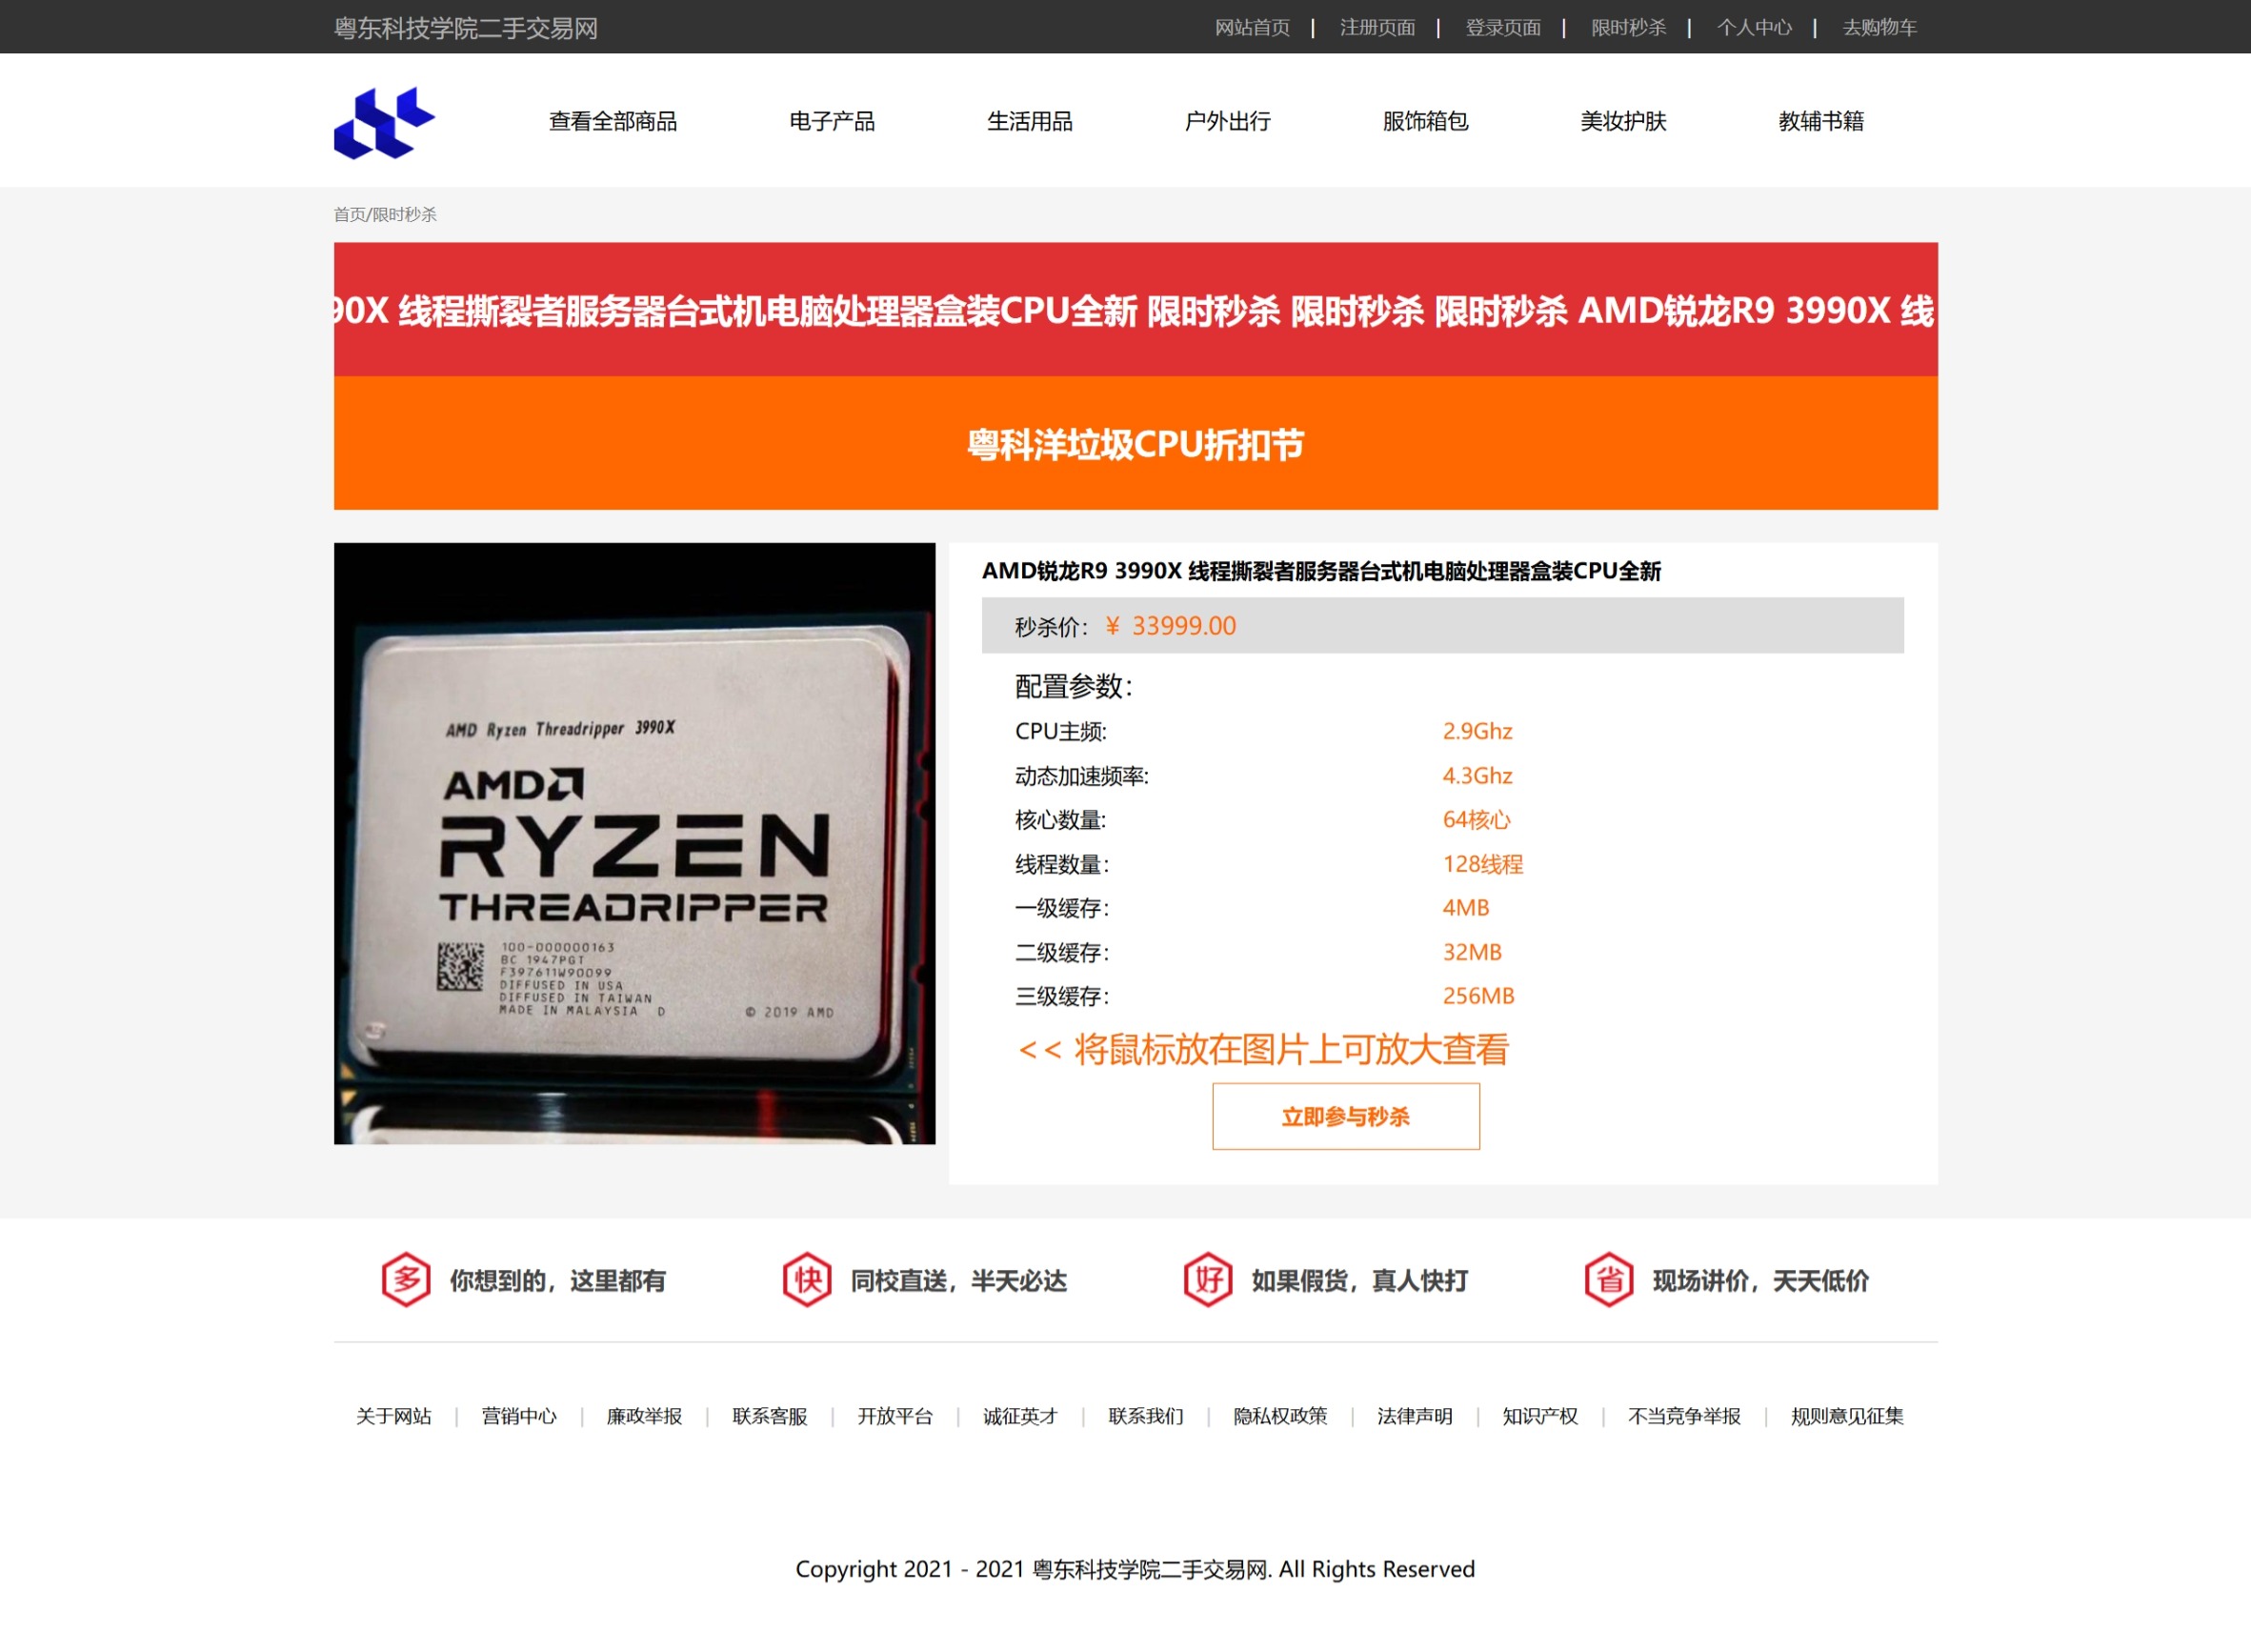 粤东科技学院二手交易网
网站首页 | 注册页面 | 登录页面 | 限时秒杀 | 个人中心 | 去购物车
查看全部商品 电子产品 生活用品 户外出行 服饰箱包 美妆护肤 教辅书籍
首页/限时秒杀
90X 线程撕裂者服务器台式机电脑处理器盒装CPU全新 限时秒杀 限时秒杀 限时秒杀 AMD锐龙R9 3990X 线
粤科洋垃圾CPU折扣节
AMD Ryzen Threadripper 3990X
AMD
RYZEN
THREADRIPPER
100-000000163
BC 1947PGT
F397611W90099
DIFFUSED IN USA
DIFFUSED IN TAIWAN
MADE IN MALAYSIA D
© 2019 AMD
AMD锐龙R9 3990X 线程撕裂者服务器台式机电脑处理器盒装CPU全新
秒杀价： ¥ 33999.00
配置参数：
CPU主频: 2.9Ghz
动态加速频率: 4.3Ghz
核心数量: 64核心
线程数量： 128线程
一级缓存： 4MB
二级缓存： 32MB
三级缓存： 256MB
<< 将鼠标放在图片上可放大查看
立即参与秒杀
多 你想到的，这里都有
快 同校直送，半天必达
好 如果假货，真人快打
省 现场讲价，天天低价
关于网站 | 营销中心 | 廉政举报 | 联系客服 | 开放平台 | 诚征英才 | 联系我们 | 隐私权政策 | 法律声明 | 知识产权 | 不当竞争举报 | 规则意见征集
Copyright 2021 - 2021 粤东科技学院二手交易网. All Rights Reserved